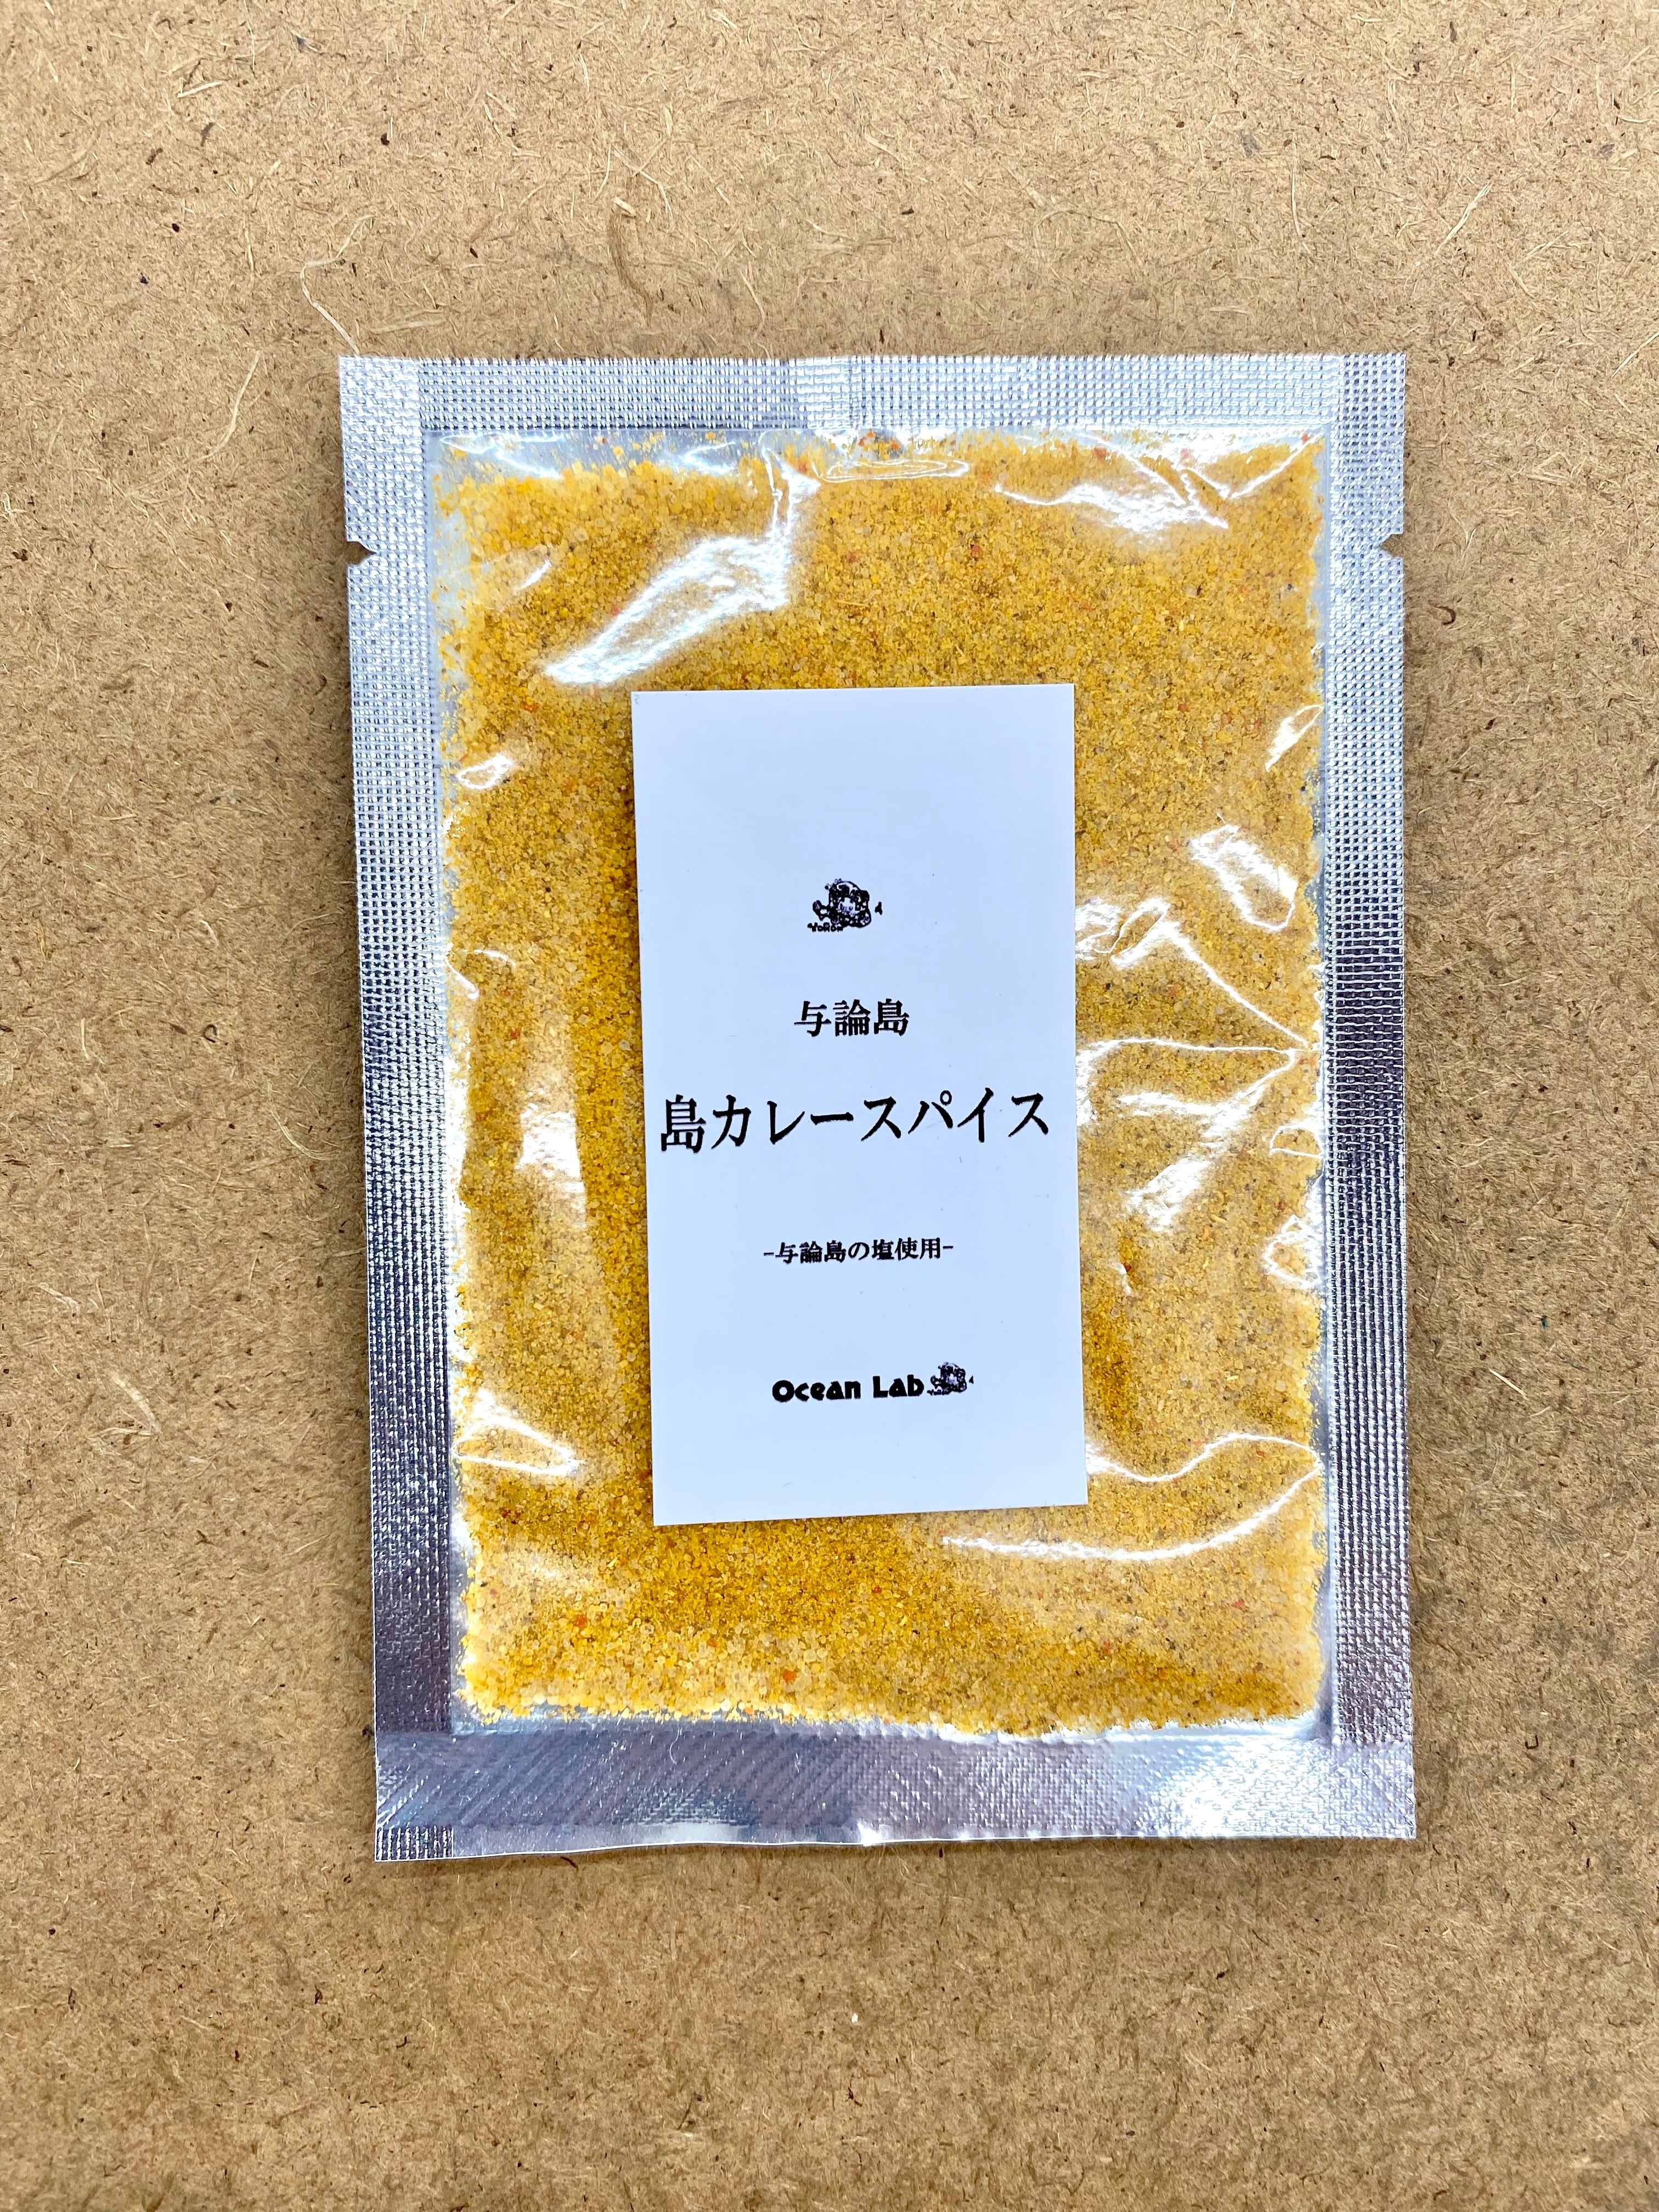 YORON
与論島
島カレースパイス
-与論島の塩使用-
Ocean Lab